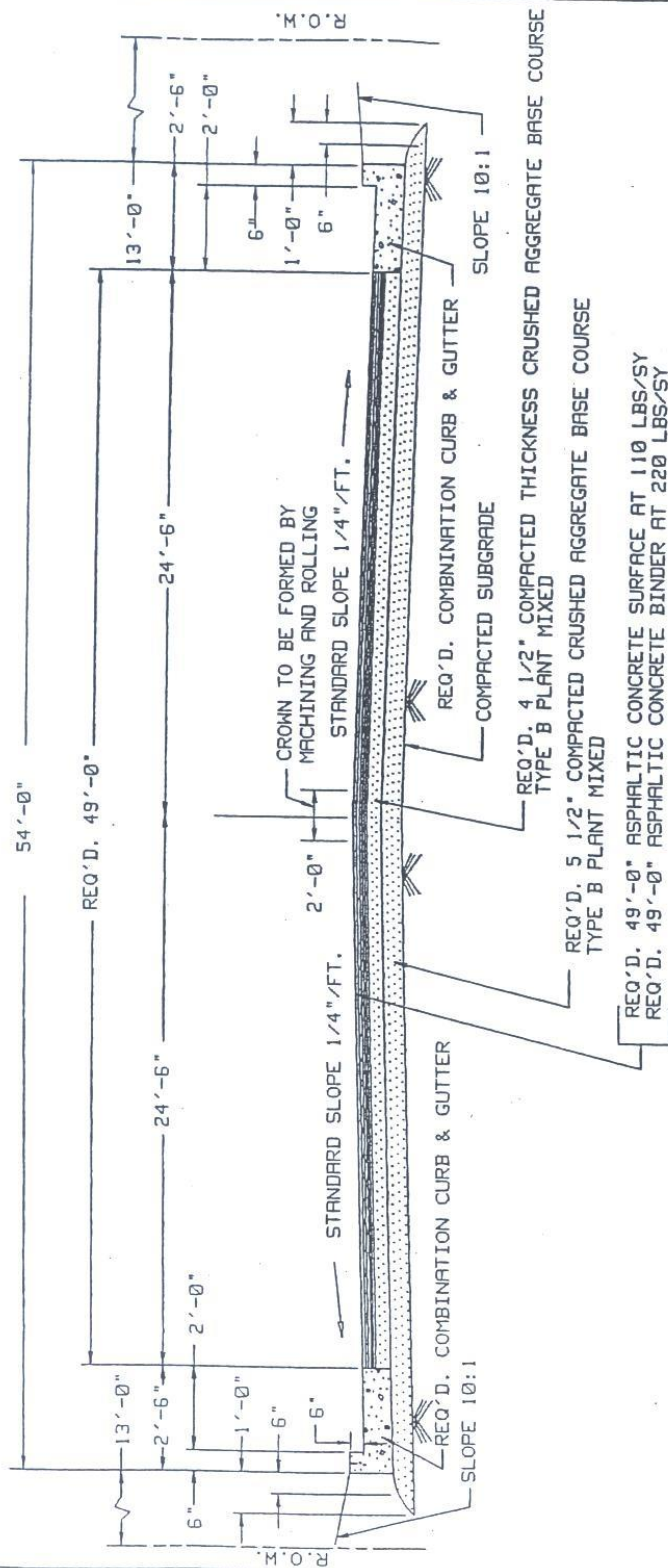 54'-0"
REQ'D. 49'-0"
13'-0"
2'-6"
24'-6"
24'-6"
2'-6"
13'-0"
6"
2'-0"
2'-0"
1'-0"
6"
6"
6"
1'-0"
6"
R.O.W.
R.O.W.
STANDARD SLOPE 1/4"/FT.
2'-0"
CROWN TO BE FORMED BY
MACHINING AND ROLLING
STANDARD SLOPE 1/4"/FT.
REQ'D. COMBINATION CURB & GUTTER
SLOPE 10:1
REQ'D. COMBNINATION CURB & GUTTER
SLOPE 10:1
COMPACTED SUBGRADE
REQ'D. 4 1/2" COMPACTED THICKNESS CRUSHED AGGREGATE BASE COURSE
TYPE B PLANT MIXED
REQ'D. 5 1/2" COMPACTED CRUSHED AGGREGATE BASE COURSE
TYPE B PLANT MIXED
REQ'D. 49'-0" ASPHALTIC CONCRETE SURFACE AT 110 LBS/SY
REQ'D. 49'-0" ASPHALTIC CONCRETE BINDER AT 220 LBS/SY